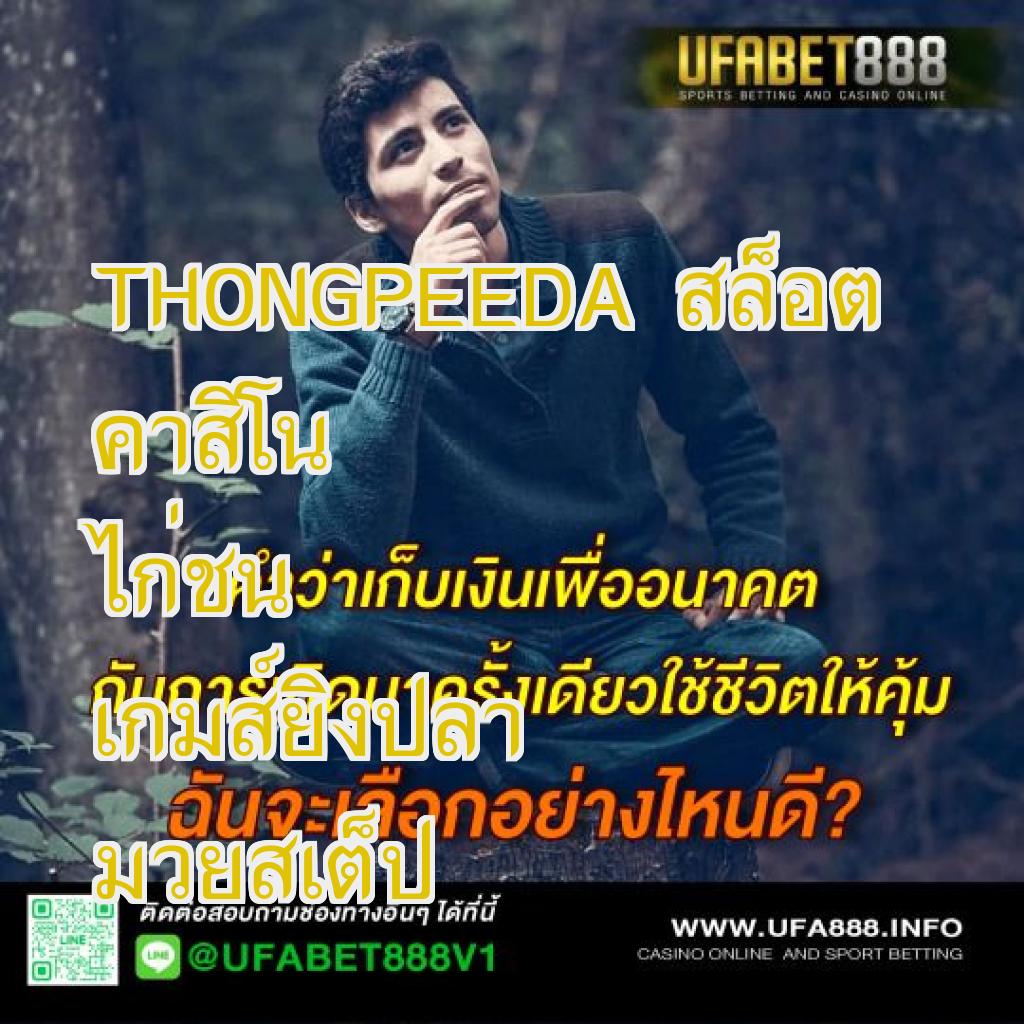 UFABET888
SPORTS BETTING AND CASINO ONLINE
THONGPEEDA สล็อต
คาสิโน
ไก่ชน
ว่าเก็บเงินเพื่ออนาคต
เกมส์ยิงปลา
ครั้งเดียวใช้ชีวิตให้คุ้ม
ฉันจะเลือกอย่างไหนดี?
มวยสเต็ป
ติดต่อสอบถามช่องทางอื่นๆ ได้ที่นี้
LINE
LINE @UFABET888V1
WWW.UFA888.INFO
CASINO ONLINE AND SPORT BETTING